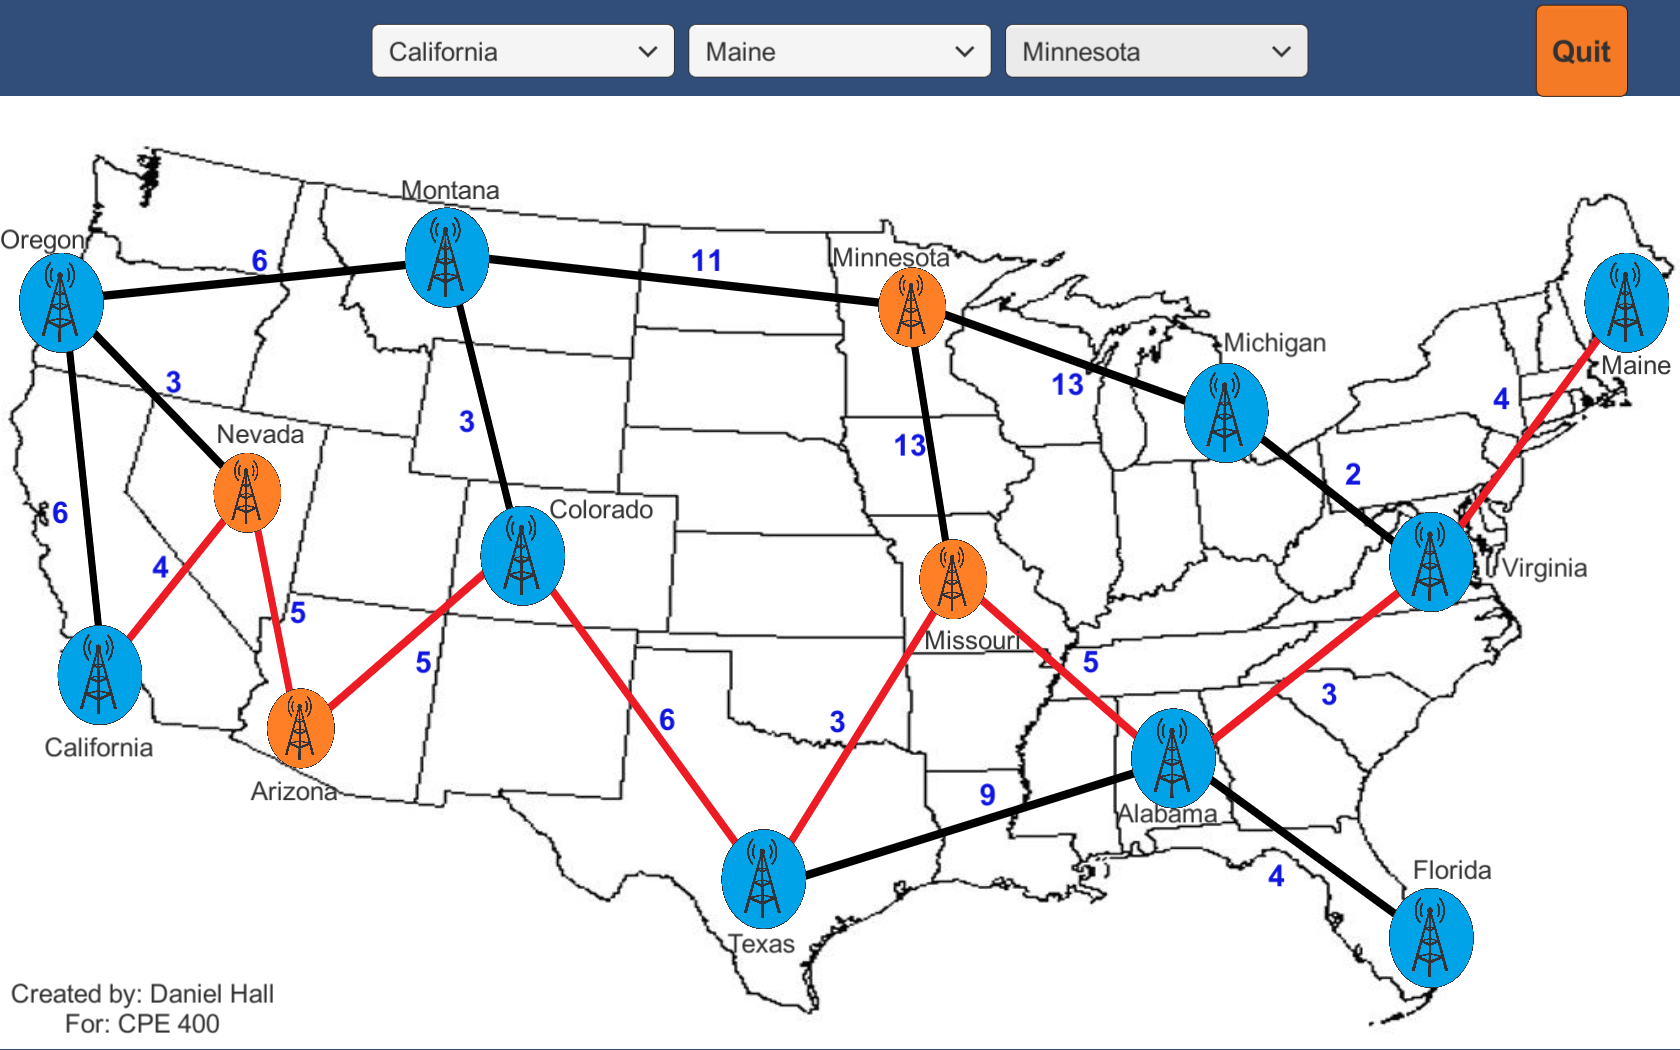 California
Maine
Minnesota
Quit
Montana
Oregon
6
11
Minnesota
Michigan
Maine
3
13
4
3
Nevada
13
2
6
Colorado
4
Virginia
5
Missouri
5
5
3
California
6
3
Arizona
9
Alabama
4
Florida
Texas
Created by: Daniel Hall
For: CPE 400